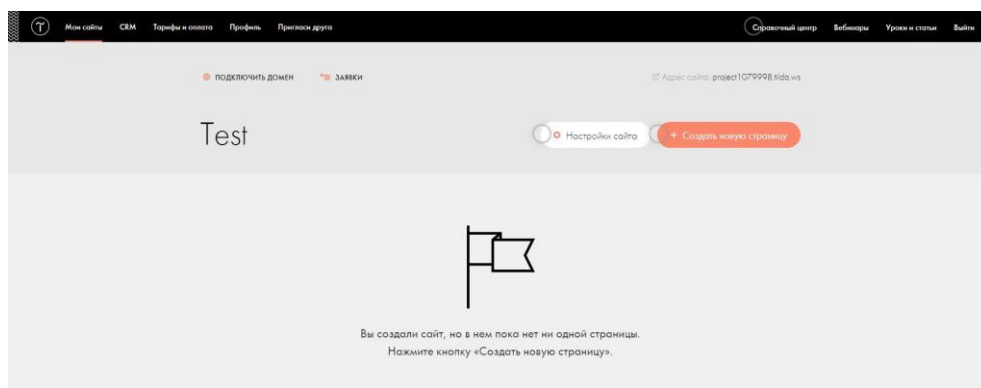 Мои сайты CRM Тарифы и оплата Профиль Пригласи друга Справочный центр Вебинары Уроки и статьи Выйти
ПОДКЛЮЧИТЬ ДОМЕН ЗАЯВКИ Адрес сайта: project1079998.tilda.ws
Test Настройки сайта + Создать новую страницу
Вы создали сайт, но в нем пока нет ни одной страницы.
Нажмите кнопку «Создать новую страницу».